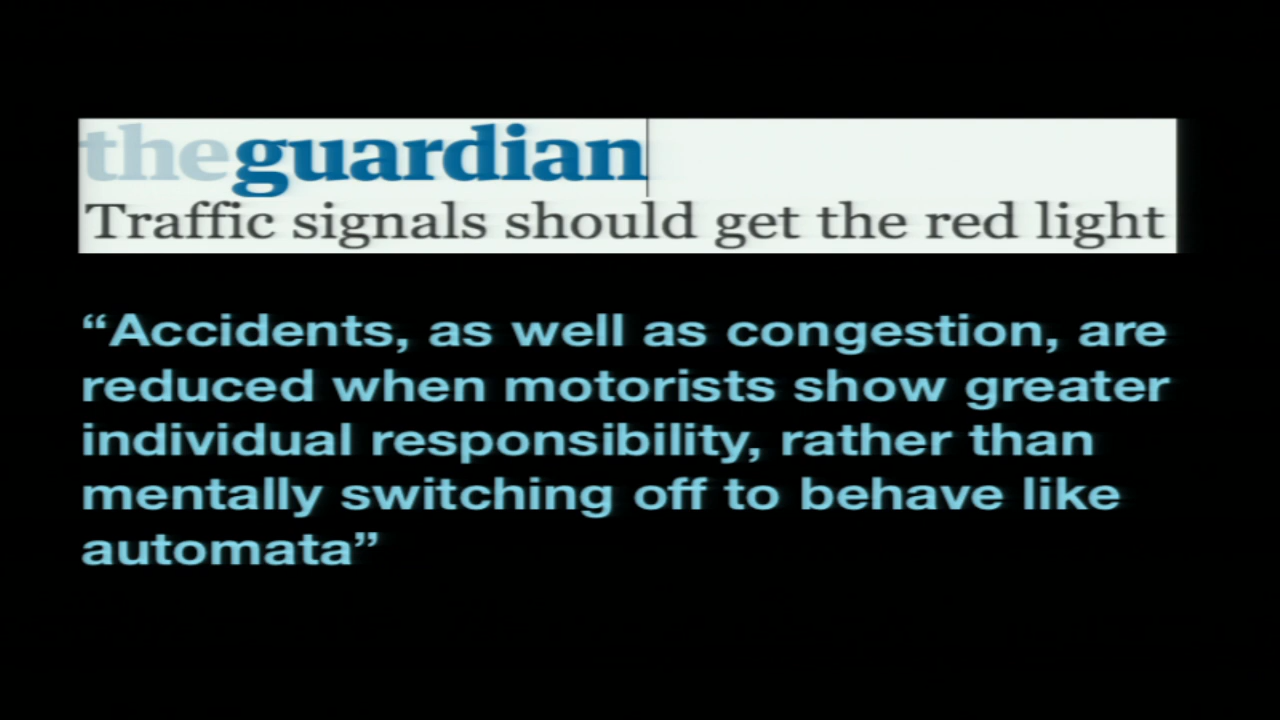 theguardian
Traffic signals should get the red light
“Accidents, as well as congestion, are
reduced when motorists show greater
individual responsibility, rather than
mentally switching off to behave like
automata”